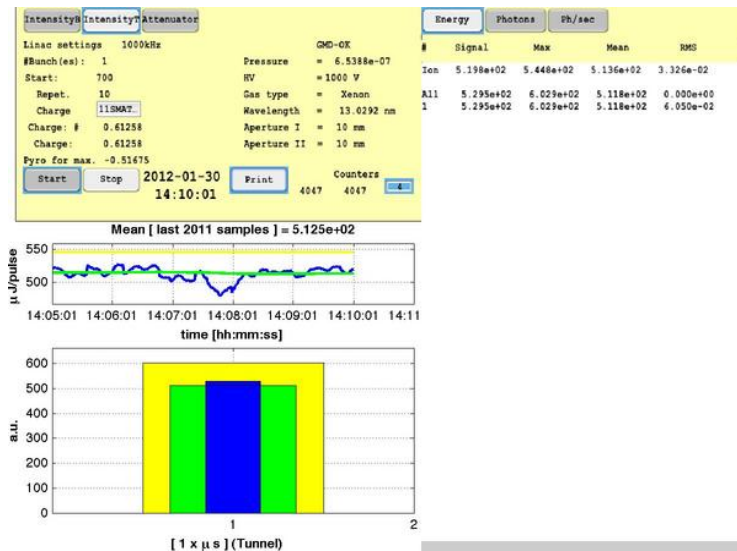 IntensityB IntensityT Attenuator
Energy Photons Ph/sec
Linac settings 1000kHz GMD-OK
#Bunch(es): 1 Pressure = 6.5388e-07
Start: 700 HV =1000 V
Repet. 10 Gas type = Xenon
Charge 11SMAT.. Wavelength = 13.0292 nm
Charge: # 0.61258 Aperture I = 10 mm
Charge: 0.61258 Aperture II = 10 mm
Pyro for max. -0.51675
Start Stop 2012-01-30 14:10:01 Print Counters 4047 4047 4
# Signal Max Mean RMS
Ion 5.198e+02 5.448e+02 5.136e+02 3.326e-02
All 5.295e+02 6.029e+02 5.118e+02 0.000e+00
1 5.295e+02 6.029e+02 5.118e+02 6.050e-02
Mean [ last 2011 samples ] = 5.125e+02
550
500
μ J/pulse
14:05:01 14:06:01 14:07:01 14:08:01 14:09:01 14:10:01 14:11
time [hh:mm:ss]
600
500
400
300
200
100
0
a.u.
1 2
[ 1 x μ s ] (Tunnel)